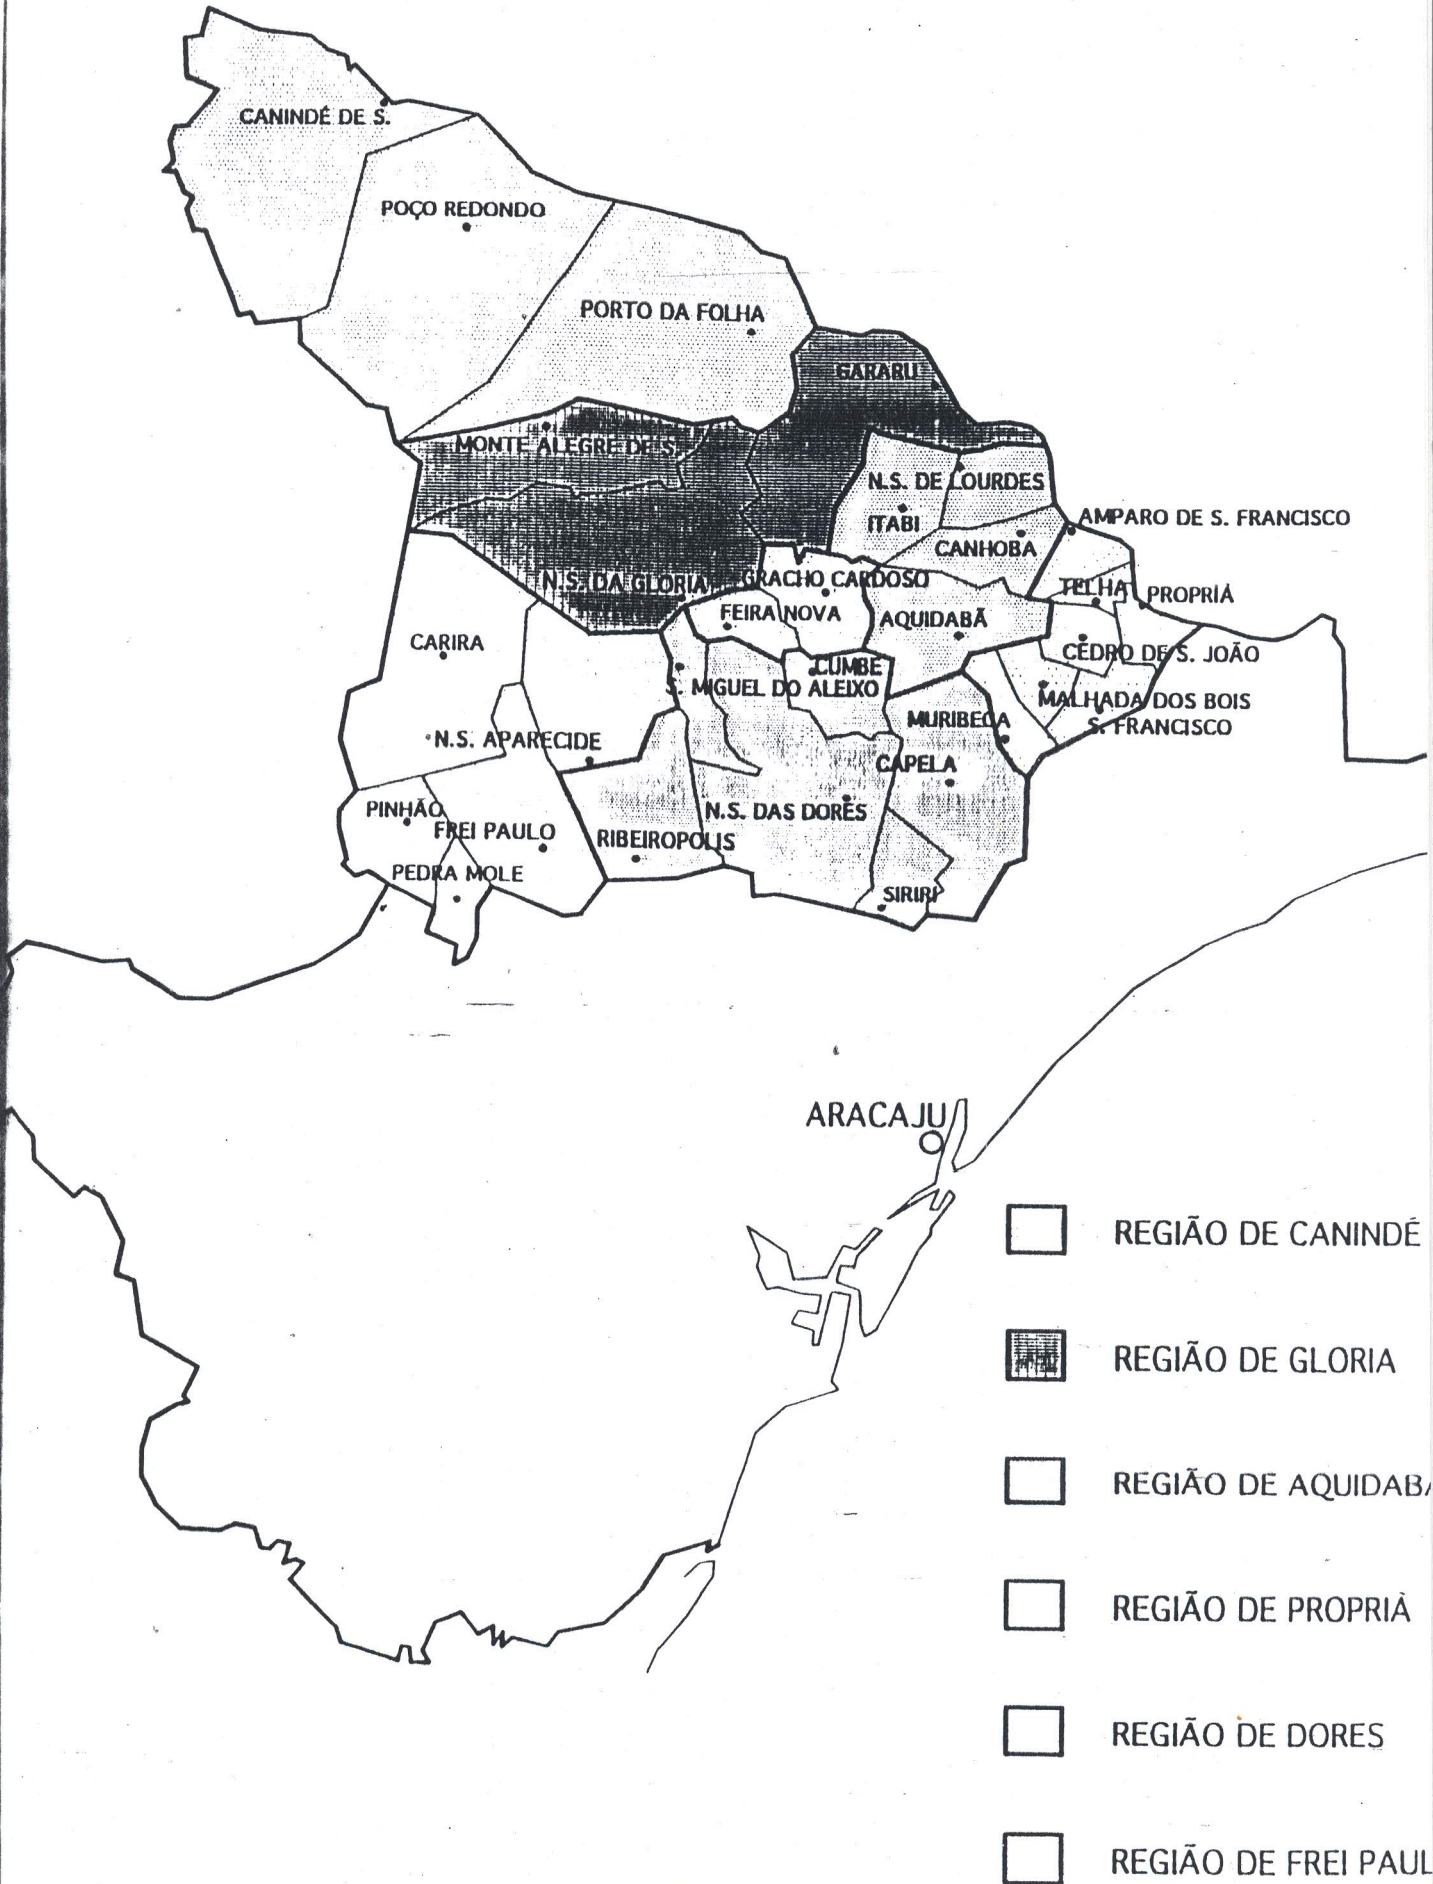 CANINDÉ DE S.
POÇO REDONDO
PORTO DA FOLHA
GARARU
MONTE ALEGRE DE S.
N.S. DE LOURDES
ITABI
AMPARO DE S. FRANCISCO
CANHOBA
N.S. DA GLORIA
GRACHO CARDOSO
TELHA
PROPRIÀ
FEIRA NOVA
AQUIDABÃ
CARIRA
CEDRO DE S. JOÃO
CUMBE
S. MIGUEL DO ALEIXO
MALHADA DOS BOIS
MURIBECA
S. FRANCISCO
N.S. APARECIDE
CAPELA
PINHÃO
N.S. DAS DORES
FREI PAULO
RIBEIROPOLIS
PEDRA MOLE
SIRIRI
ARACAJU
REGIÃO DE CANINDÉ
REGIÃO DE GLORIA
REGIÃO DE AQUIDAB
REGIÃO DE PROPRIÀ
REGIÃO DE DORES
REGIÃO DE FREI PAUL